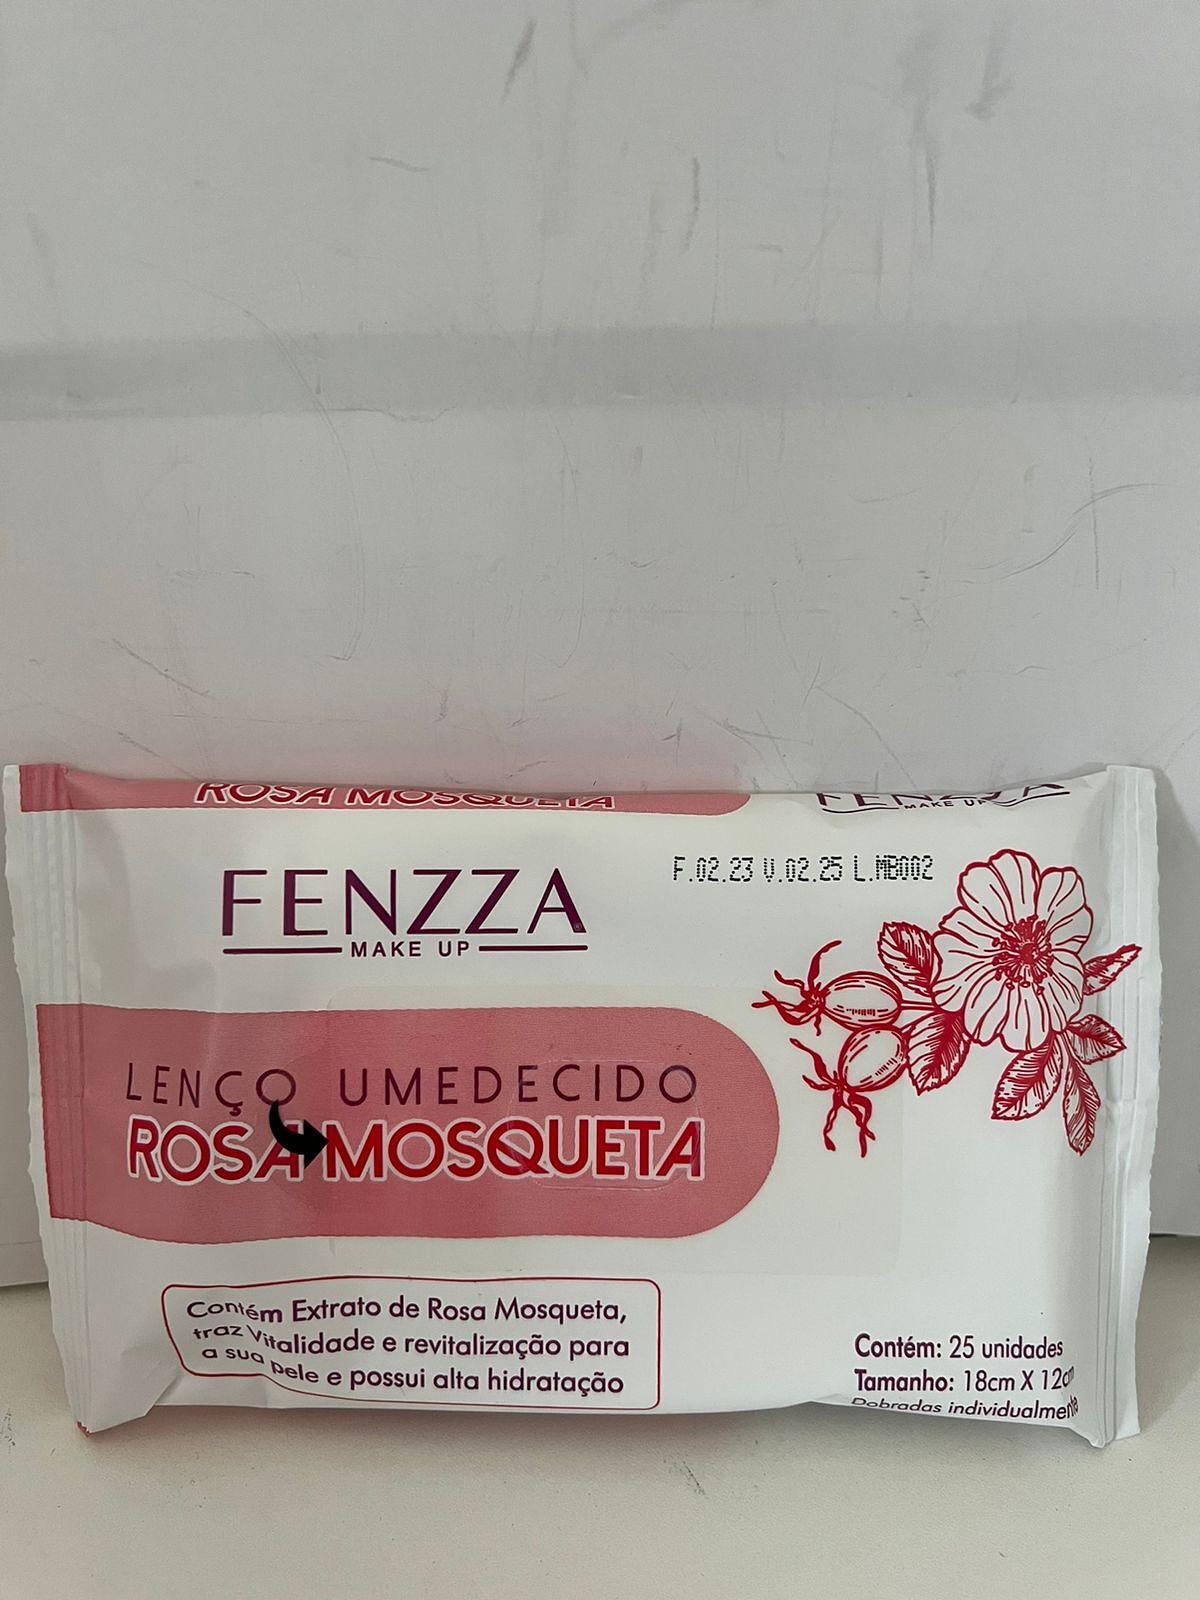 ROSA MOSQUETA
FENZZA
MAKE UP
F.02.23 V.02.25 L.MB002
FENZZA
MAKE UP
LENÇO UMEDECIDO
ROSA MOSQUETA
Contém Extrato de Rosa Mosqueta,
traz Vitalidade e revitalização para
a sua pele e possui alta hidratação
Contém: 25 unidades
Tamanho: 18cm X 12cm
Dobradas individualmente